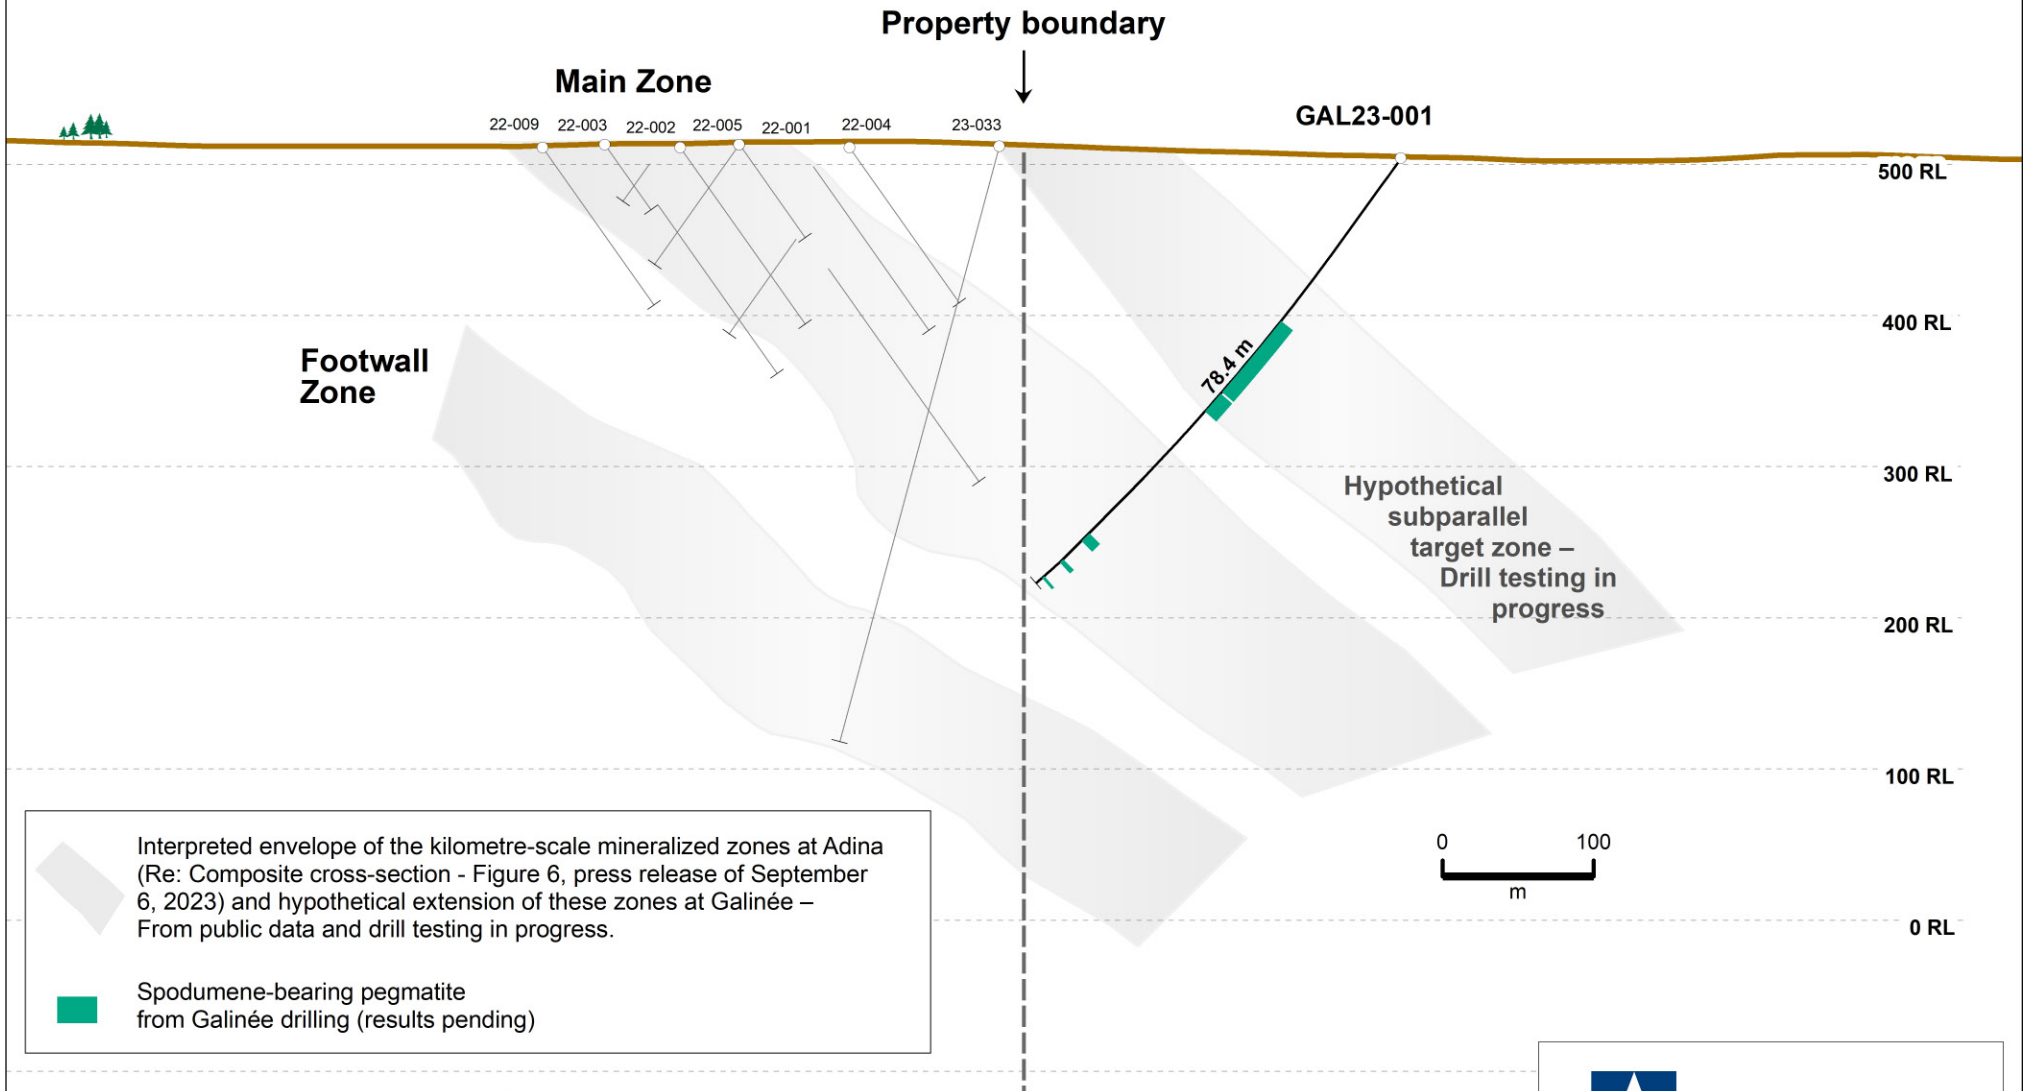 Property boundary
Main Zone
GAL23-001
22-009 22-003 22-002 22-005 22-001 22-004 23-033
500 RL
400 RL
78.4 m
Footwall
Zone
300 RL
Hypothetical
subparallel
target zone –
Drill testing in
progress
200 RL
100 RL
0 100
m
0 RL
Interpreted envelope of the kilometre-scale mineralized zones at Adina
(Re: Composite cross-section - Figure 6, press release of September
6, 2023) and hypothetical extension of these zones at Galinée –
From public data and drill testing in progress.
Spodumene-bearing pegmatite
from Galinée drilling (results pending)